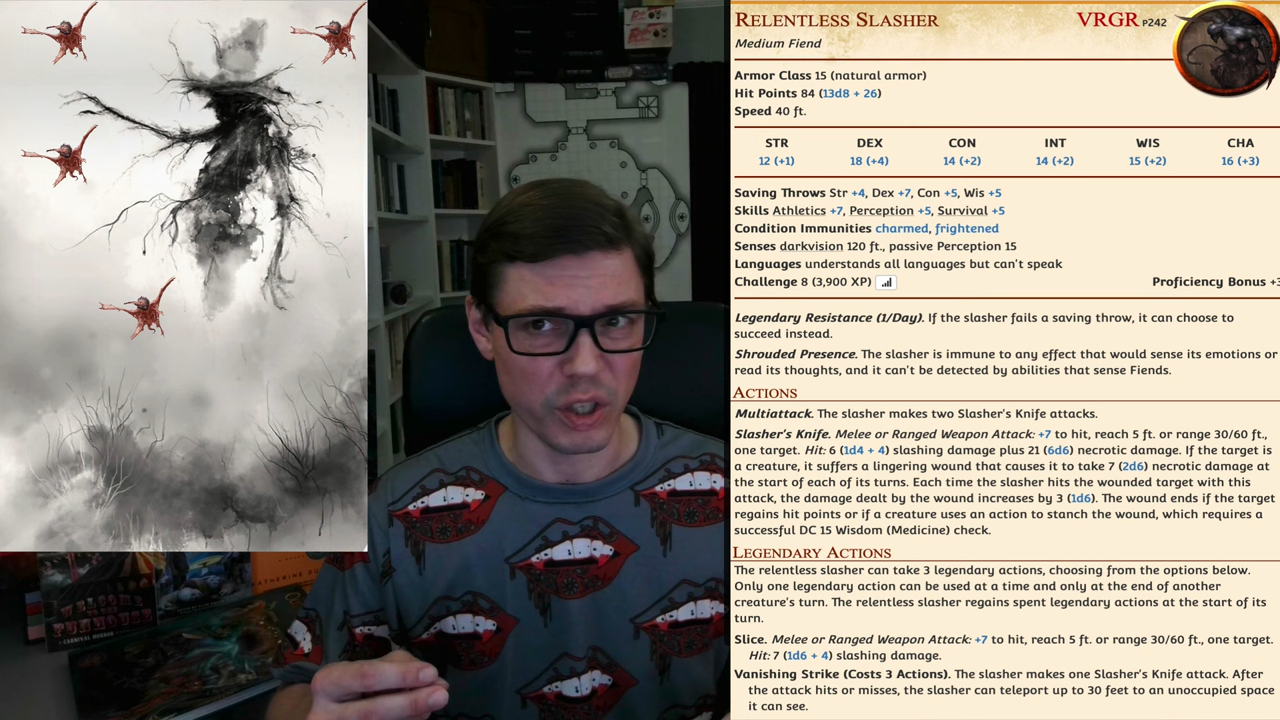 RELENTLESS SLASHER
VRGR P242
Medium Fiend
Armor Class 15 (natural armor)
Hit Points 84 (13d8 + 26)
Speed 40 ft.
STR DEX CON INT WIS CHA
12 (+1) 18 (+4) 14 (+2) 14 (+2) 15 (+2) 16 (+3)
Saving Throws Str +4, Dex +7, Con +5, Wis +5
Skills Athletics +7, Perception +5, Survival +5
Condition Immunities charmed, frightened
Senses darkvision 120 ft., passive Perception 15
Languages understands all languages but can't speak
Challenge 8 (3,900 XP) Proficiency Bonus +3
Legendary Resistance (1/Day). If the slasher fails a saving throw, it can choose to
succeed instead.
Shrouded Presence. The slasher is immune to any effect that would sense its emotions or
read its thoughts, and it can't be detected by abilities that sense Fiends.
ACTIONS
Multiattack. The slasher makes two Slasher's Knife attacks.
Slasher's Knife. Melee or Ranged Weapon Attack: +7 to hit, reach 5 ft. or range 30/60 ft.,
one target. Hit: 6 (1d4 + 4) slashing damage plus 21 (6d6) necrotic damage. If the target is
a creature, it suffers a lingering wound that causes it to take 7 (2d6) necrotic damage at
the start of each of its turns. Each time the slasher hits the wounded target with this
attack, the damage dealt by the wound increases by 3 (1d6). The wound ends if the target
regains hit points or if a creature uses an action to stanch the wound, which requires a
successful DC 15 Wisdom (Medicine) check.
LEGENDARY ACTIONS
The relentless slasher can take 3 legendary actions, choosing from the options below.
Only one legendary action can be used at a time and only at the end of another
creature's turn. The relentless slasher regains spent legendary actions at the start of its
turn.
Slice. Melee or Ranged Weapon Attack: +7 to hit, reach 5 ft. or range 30/60 ft., one target.
Hit: 7 (1d6 + 4) slashing damage.
Vanishing Strike (Costs 3 Actions). The slasher makes one Slasher's Knife attack. After
the attack hits or misses, the slasher can teleport up to 30 feet to an unoccupied space
it can see.
WELCOME
FUNHOUSE
CARNIVAL HORROR
KATHERINE